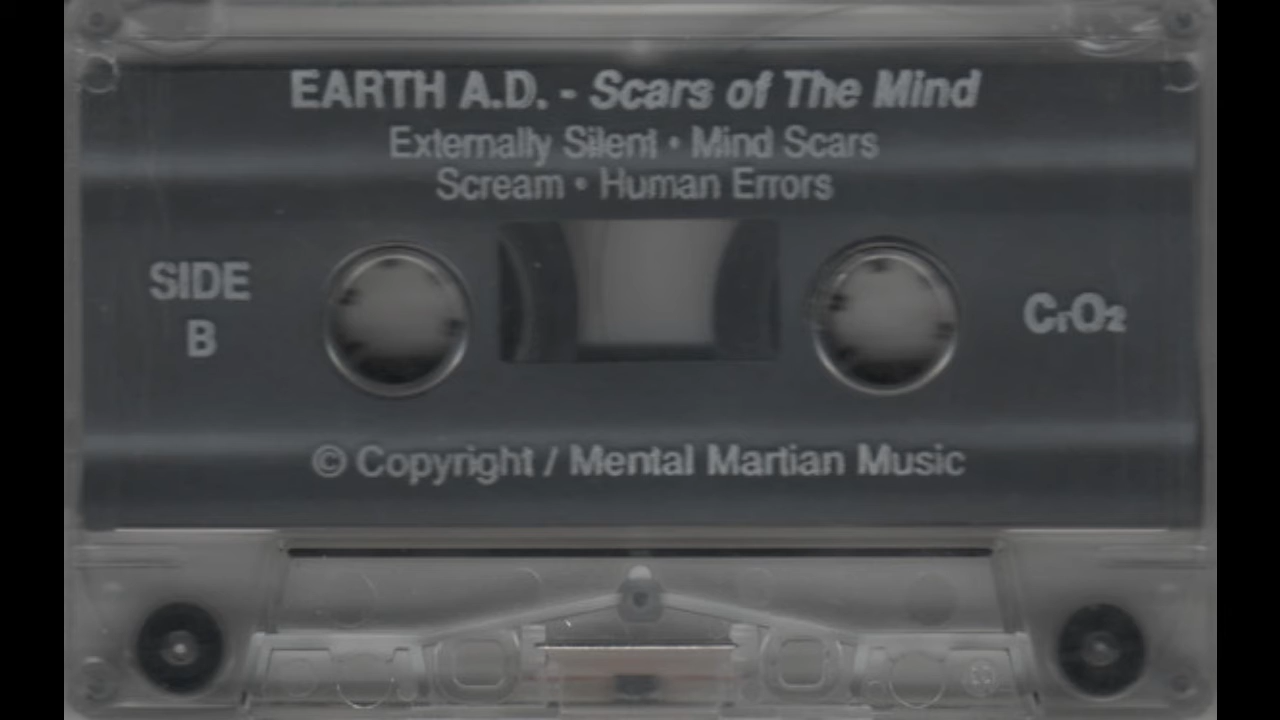 EARTH A.D. - Scars of The Mind
Externally Silent • Mind Scars
Scream • Human Errors
SIDE
B
CrO2
© Copyright / Mental Martian Music